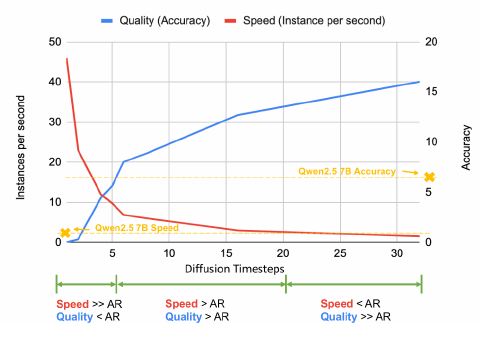 Quality (Accuracy) Speed (Instance per second)
50 20
40 15
30 10
20 5
10 0
0
Instances per second
Accuracy
Qwen2.5 7B Accuracy
Qwen2.5 7B Speed
5 10 15 20 25 30
Diffusion Timesteps
Speed >> AR Speed > AR Speed < AR
Quality < AR Quality > AR Quality >> AR